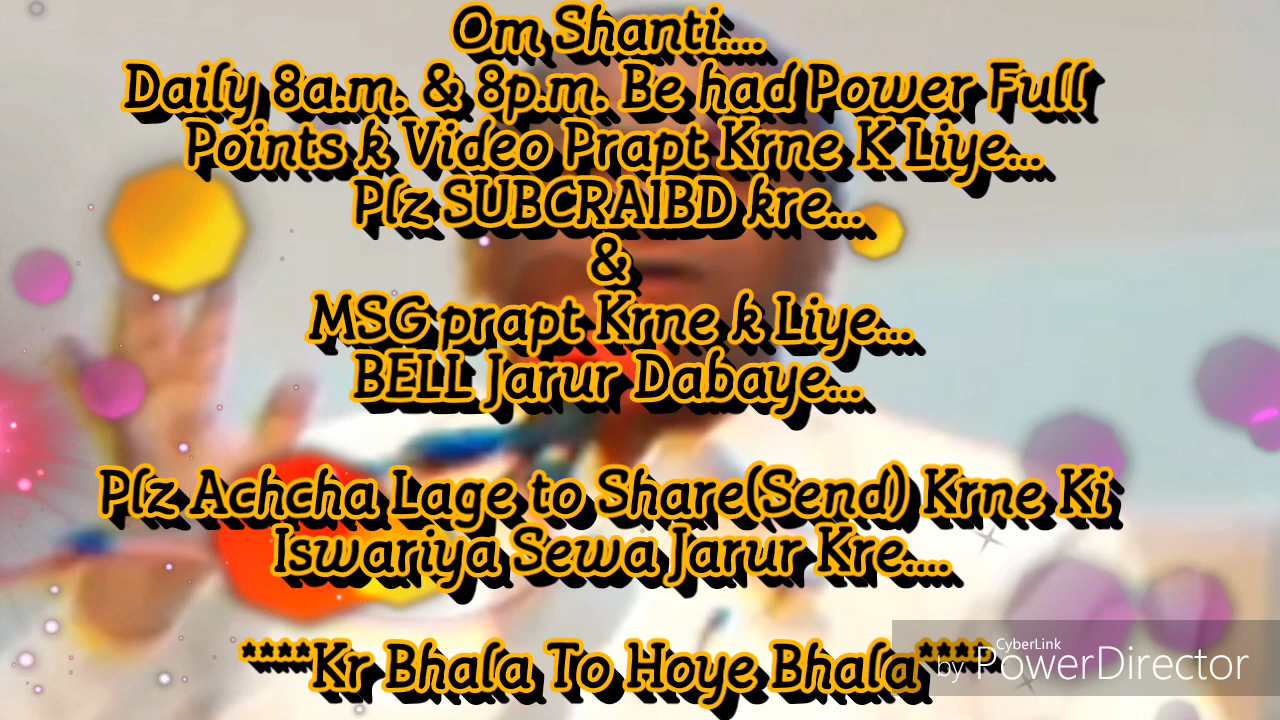 Om Shanti....
Daily 8a.m. & 8p.m. Be had Power Full
Points k Video Prapt Krne K Liye...
Plz SUBCRAIBD kre...
&
MSG prapt Krne k Liye...
BELL Jarur Dabaye...
Plz Achcha Lage to Share(Send) Krne Ki
Iswariya Sewa Jarur Kre....
****Kr Bhala To Hoye Bhala****
CyberLink
by PowerDirector